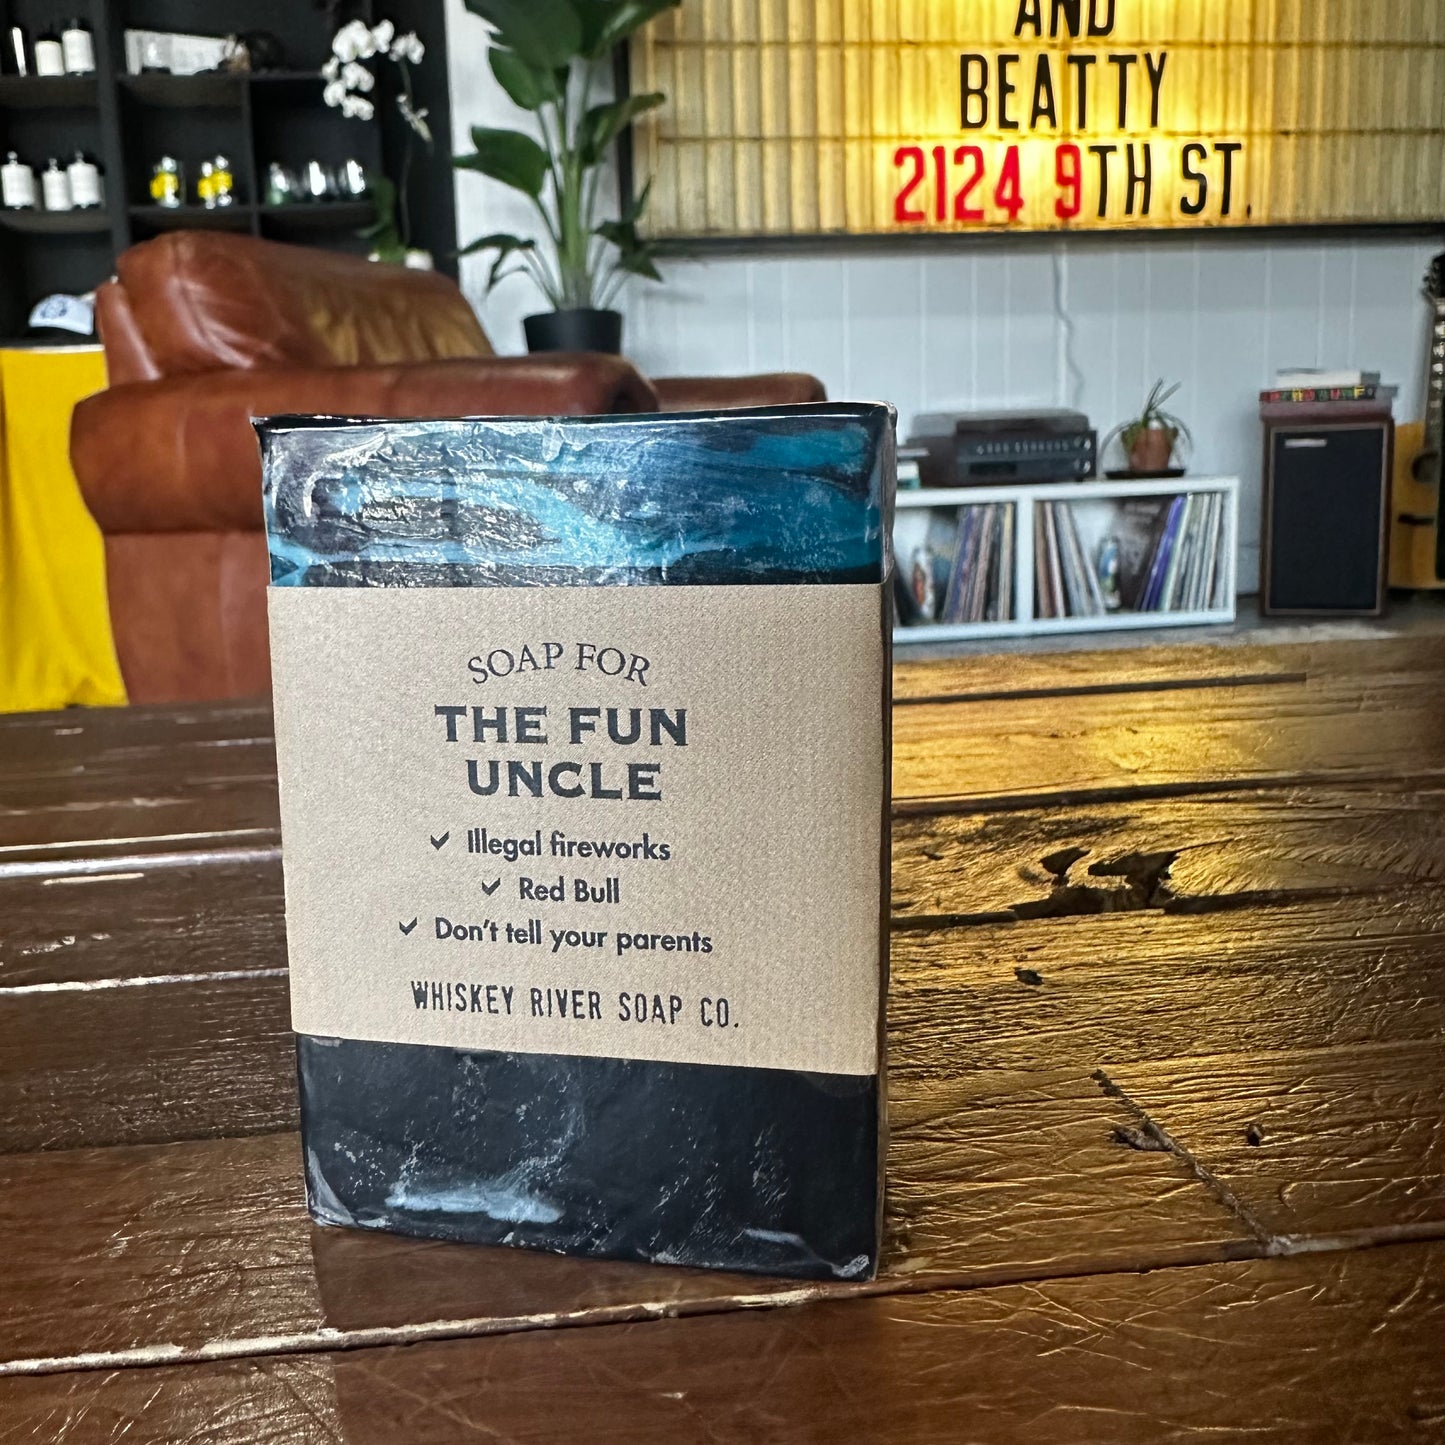 AND
BEATTY
2124 9TH ST.
SOAP FOR
THE FUN
UNCLE
✓ Illegal fireworks
✓ Red Bull
✓ Don't tell your parents
WHISKEY RIVER SOAP CO.